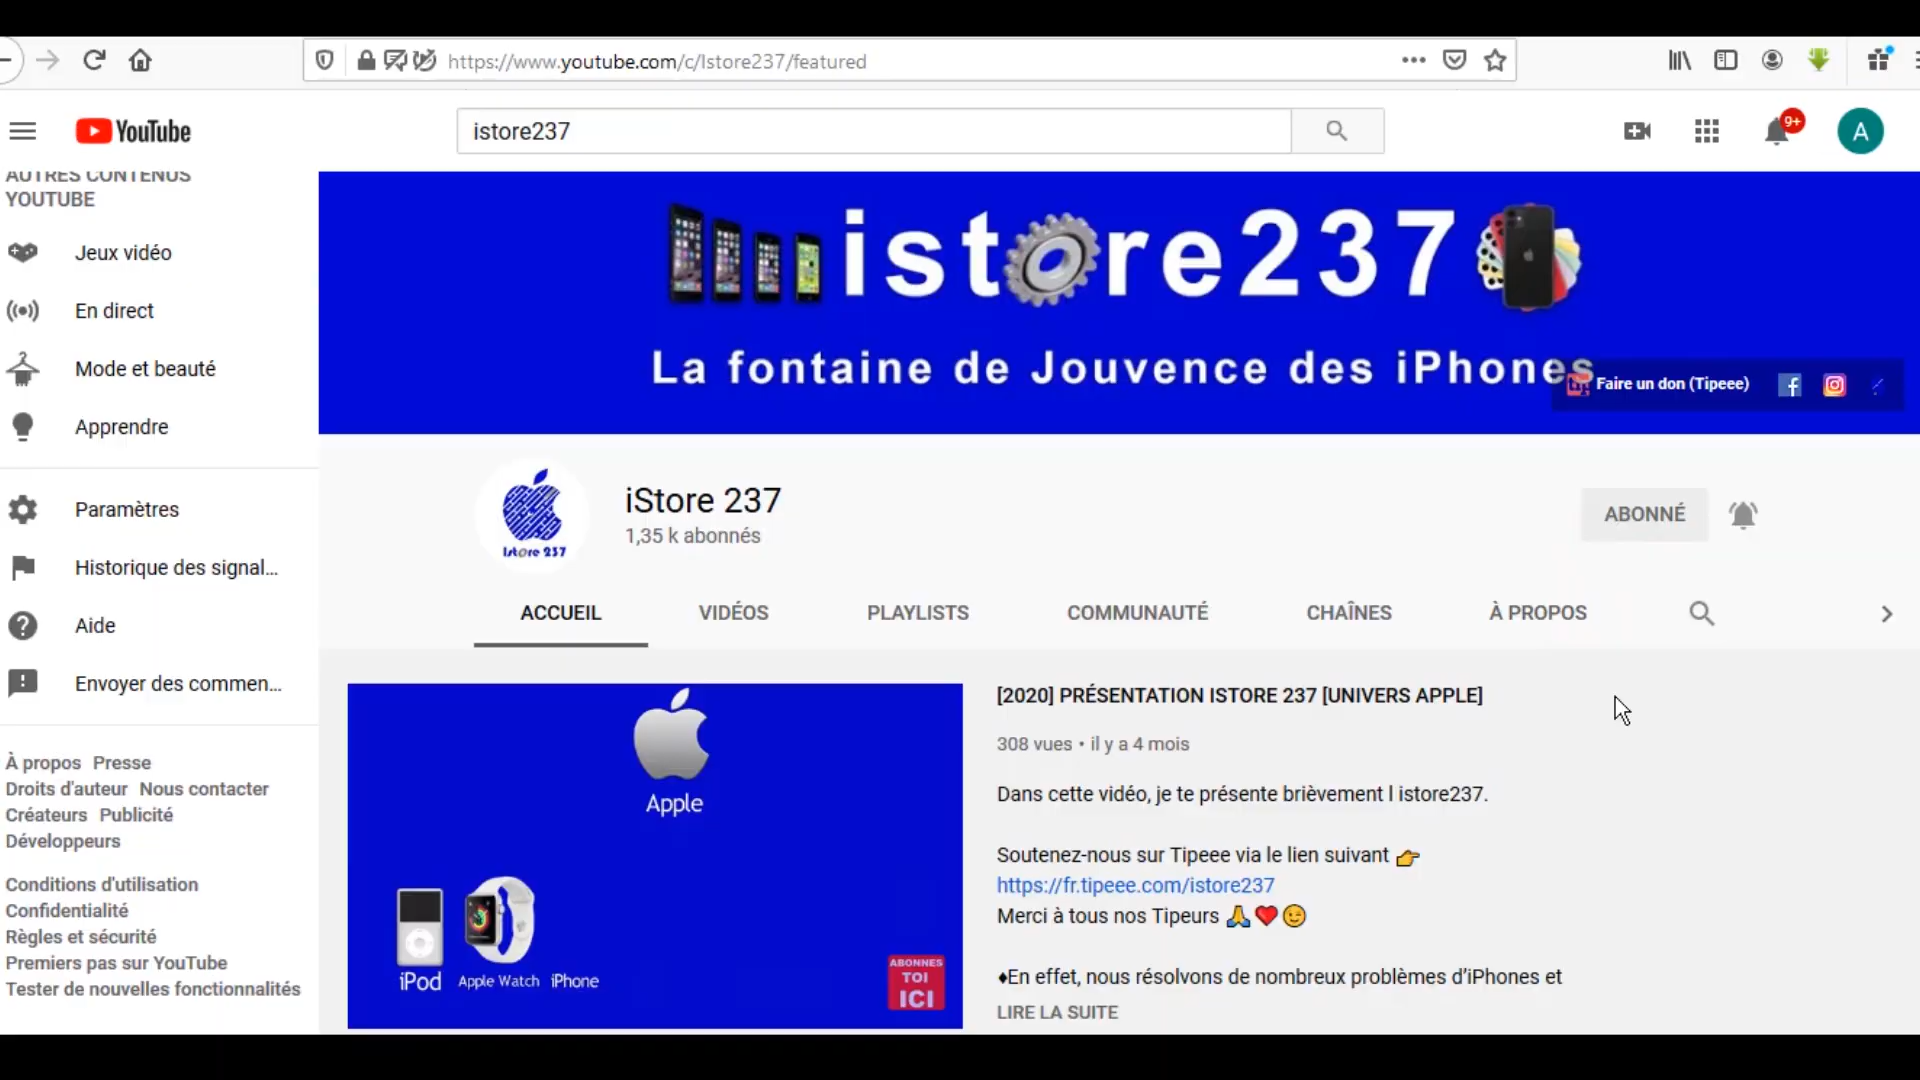 https://www.youtube.com/c/Istore237/featured
YouTube
istore237
9+
A
AUTRES CONTENUS
YOUTUBE
Jeux vidéo
En direct
Mode et beauté
Apprendre
Paramètres
Historique des signal...
Aide
Envoyer des commen...
À propos Presse
Droits d'auteur Nous contacter
Créateurs Publicité
Développeurs
Conditions d'utilisation
Confidentialité
Règles et sécurité
Premiers pas sur YouTube
Tester de nouvelles fonctionnalités
istore237
La fontaine de Jouvence des iPhones
Faire un don (Tipeee)
Istore 237
iStore 237
1,35 k abonnés
ABONNÉ
ACCUEIL
VIDÉOS
PLAYLISTS
COMMUNAUTÉ
CHAÎNES
À PROPOS
Apple
iPod
Apple Watch
iPhone
ABONNES
TOI
ICI
[2020] PRÉSENTATION ISTORE 237 [UNIVERS APPLE]
308 vues • il y a 4 mois
Dans cette vidéo, je te présente brièvement l istore237.
Soutenez-nous sur Tipeee via le lien suivant 👉
https://fr.tipeee.com/istore237
Merci à tous nos Tipeurs 🙏❤️😉
♦En effet, nous résolvons de nombreux problèmes d’iPhones et
LIRE LA SUITE